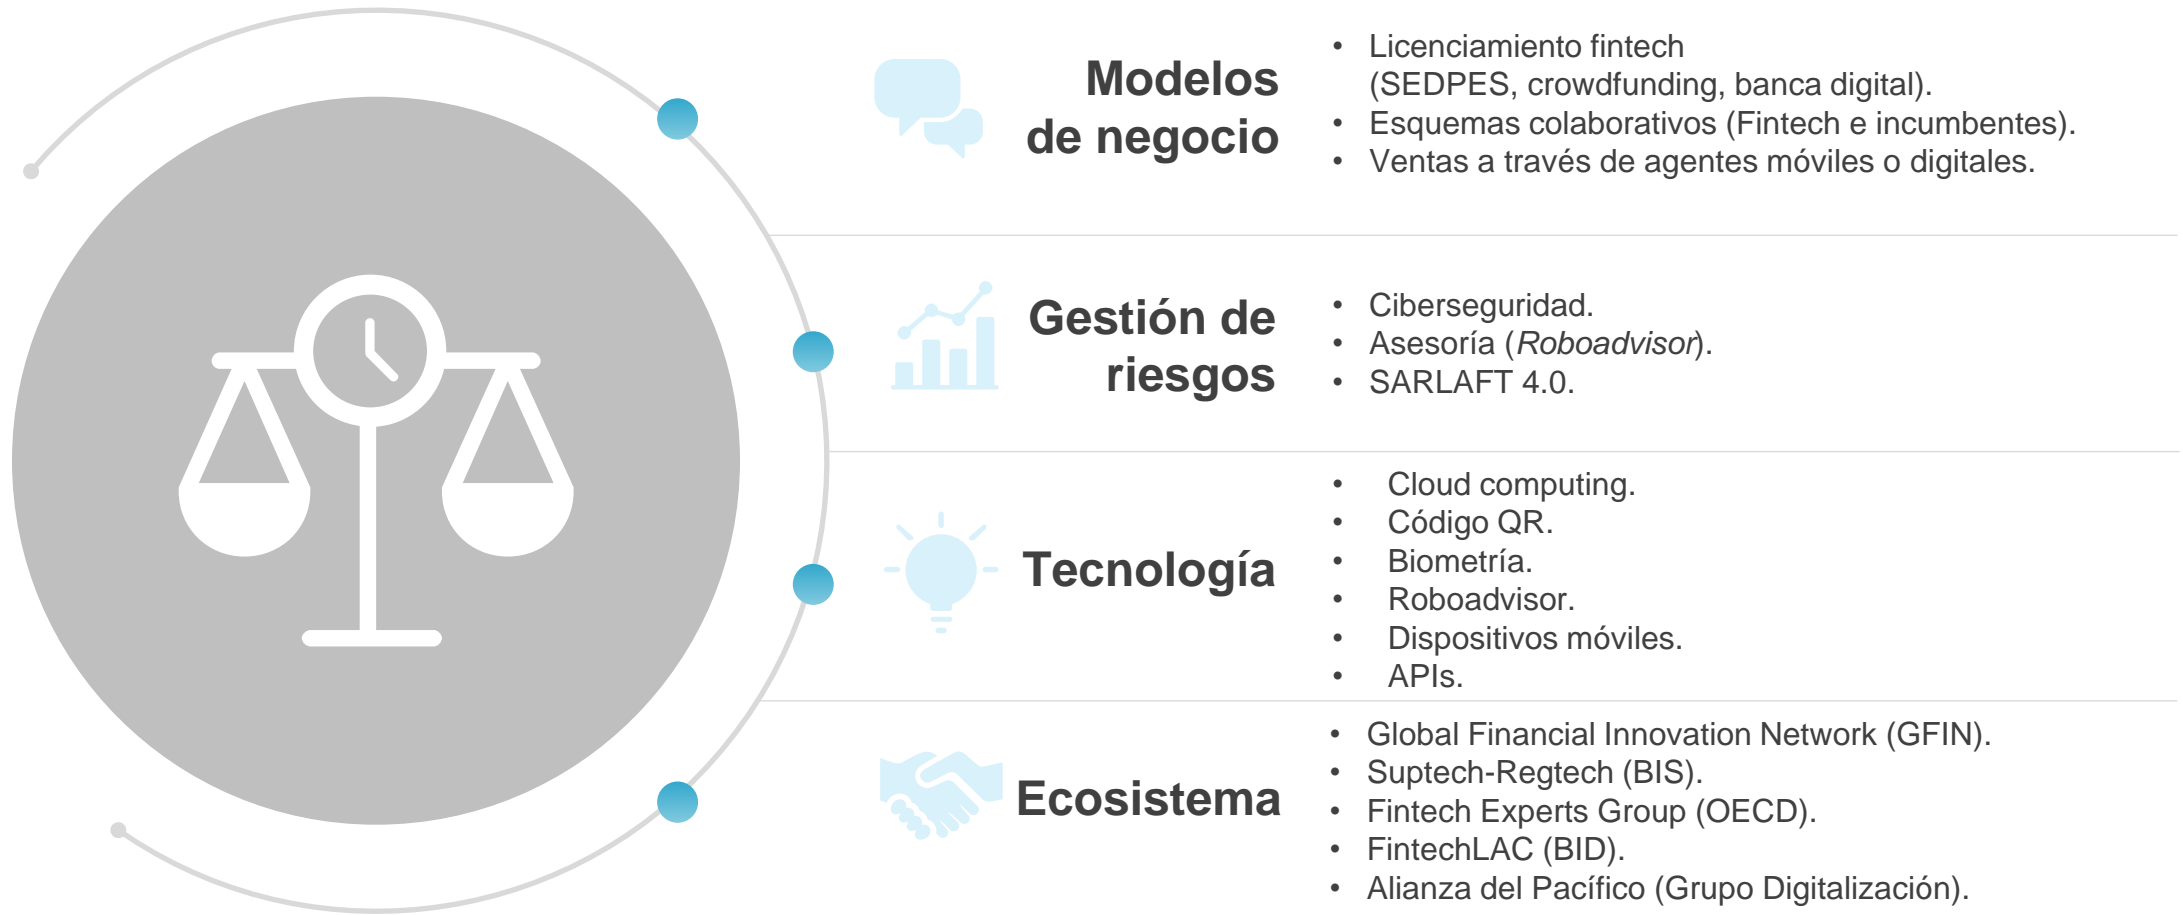 Modelos
de negocio
• Licenciamiento fintech
(SEDPES, crowdfunding, banca digital).
• Esquemas colaborativos (Fintech e incumbentes).
• Ventas a través de agentes móviles o digitales.
Gestión de
riesgos
• Ciberseguridad.
• Asesoría (Roboadvisor).
• SARLAFT 4.0.
Tecnología
• Cloud computing.
• Código QR.
• Biometría.
• Roboadvisor.
• Dispositivos móviles.
• APIs.
Ecosistema
• Global Financial Innovation Network (GFIN).
• Suptech-Regtech (BIS).
• Fintech Experts Group (OECD).
• FintechLAC (BID).
• Alianza del Pacífico (Grupo Digitalización).